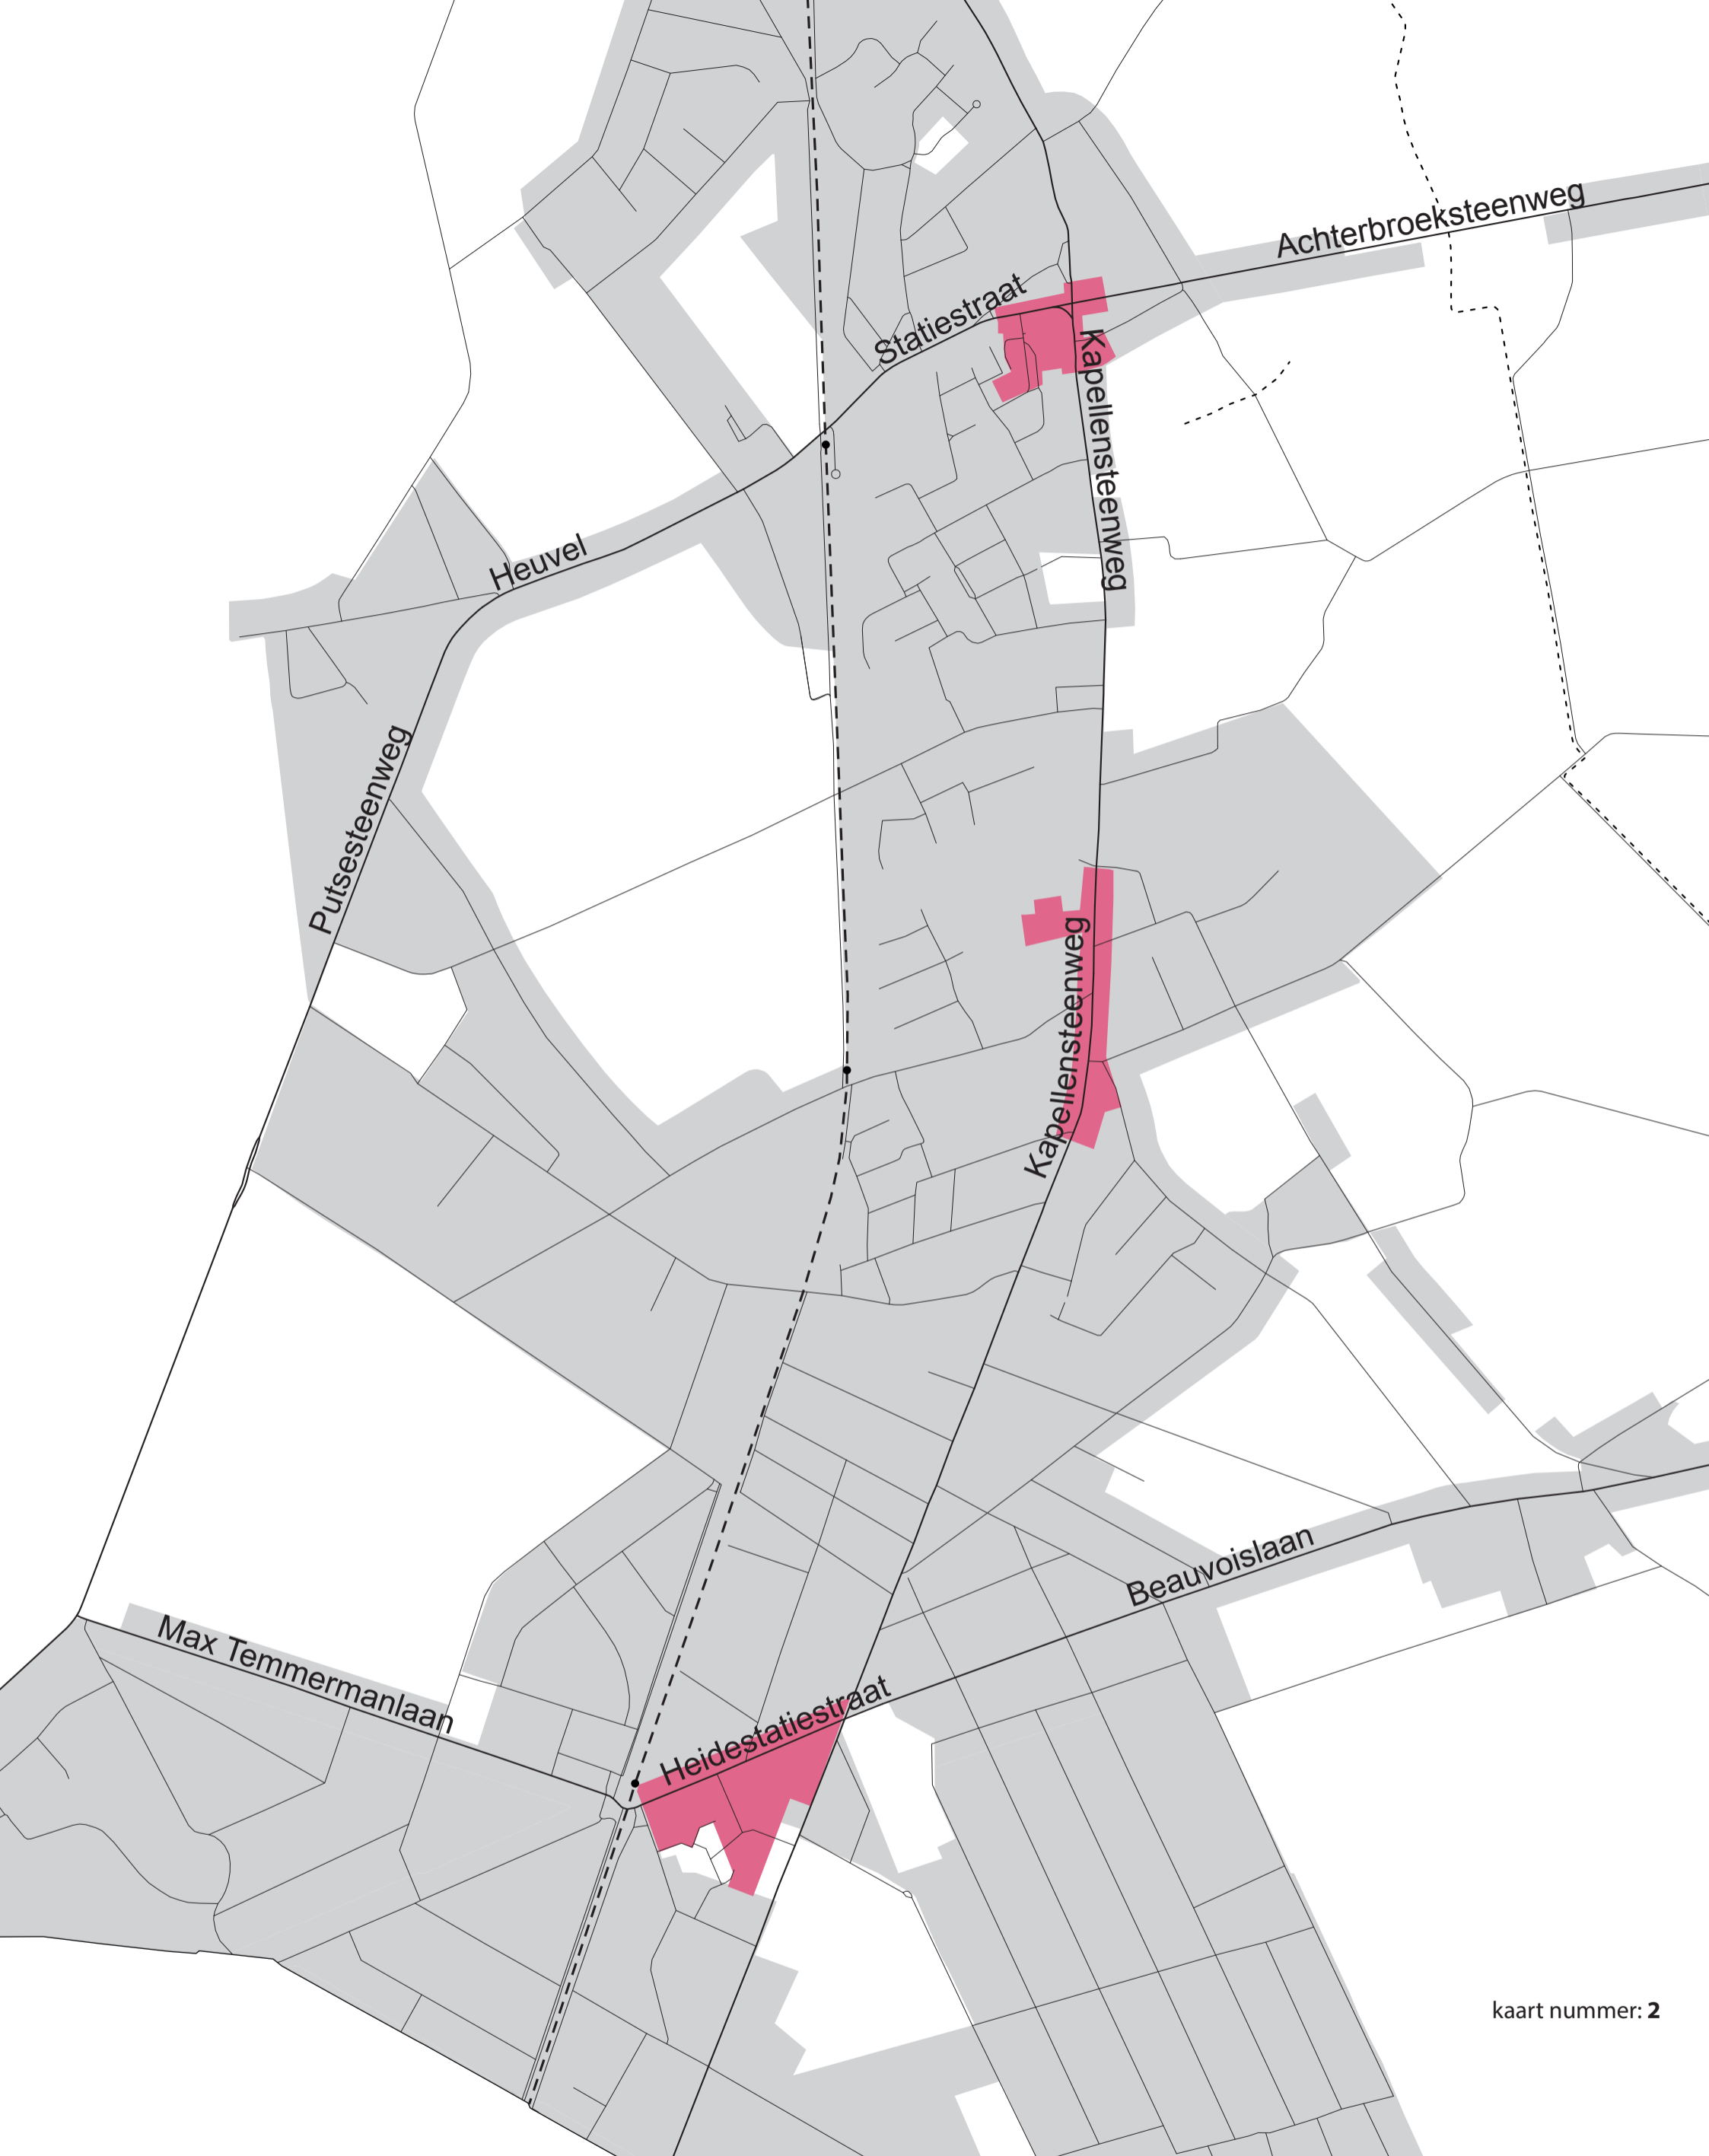 Achterbroeksteenweg
Statiestraat
Kapellensteenweg
Heuvel
Putsesteenweg
Kapellensteenweg
Beauvoislaan
Max Temmermanlaan
Heidestatiestraat
kaart nummer: 2